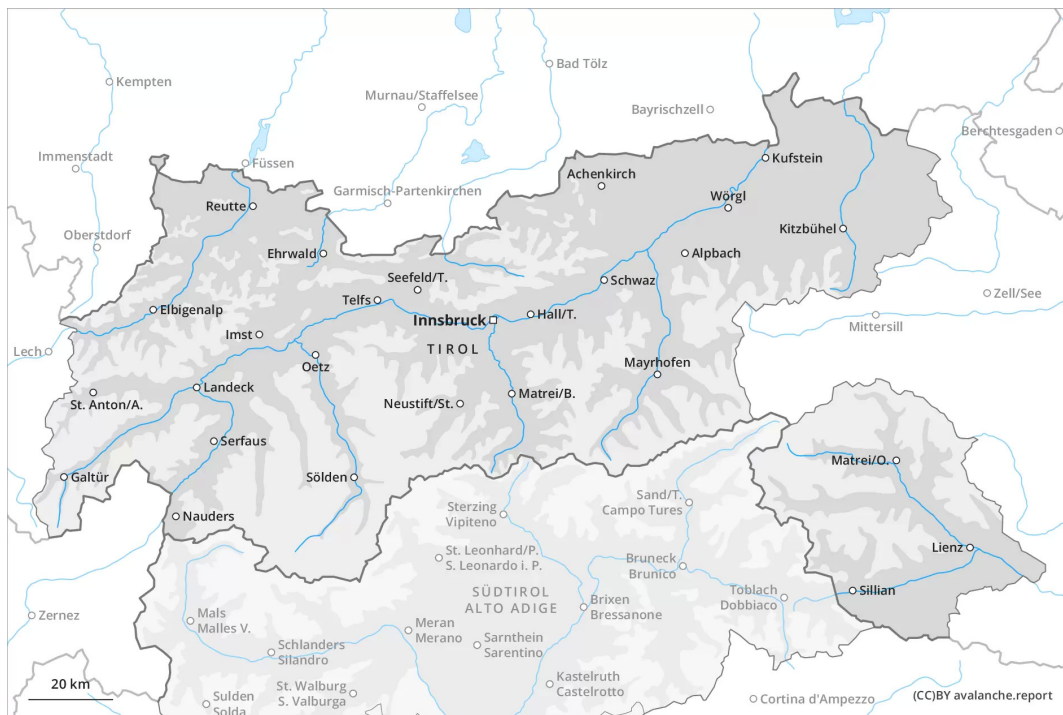 Kempten
Bad Tölz
Murnau/Staffelsee
Bayrischzell
Berchtesgaden
Immenstadt
Füssen
Kufstein
Achenkirch
Garmisch-Partenkirchen
Reutte
Wörgl
Oberstdorf
Kitzbühel
Ehrwald
Alpbach
Seefeld/T.
Schwaz
Zell/See
Telfs
Elbigenalp
Innsbruck
Hall/T.
Mittersill
Imst
TIROL
Lech
Oetz
Mayrhofen
Landeck
St. Anton/A.
Neustift/St.
Matrei/B.
Serfaus
Matrei/O.
Galtür
Sölden
Sand/T.
Campo Tures
Sterzing
Vipiteno
Nauders
Lienz
St. Leonhard/P.
S. Leonardo i. P.
Bruneck
Brunico
SÜDTIROL
ALTO ADIGE
Toblach
Dobbiaco
Sillian
Brixen
Bressanone
Zernez
Mals
Malles V.
Meran
Merano
Sarnthein
Sarentino
Schlanders
Silandro
Kastelruth
Castelrotto
20 km
St. Walburg
S. Valburga
Sulden
Solda
Cortina d'Ampezzo
(CC)BY avalanche.report